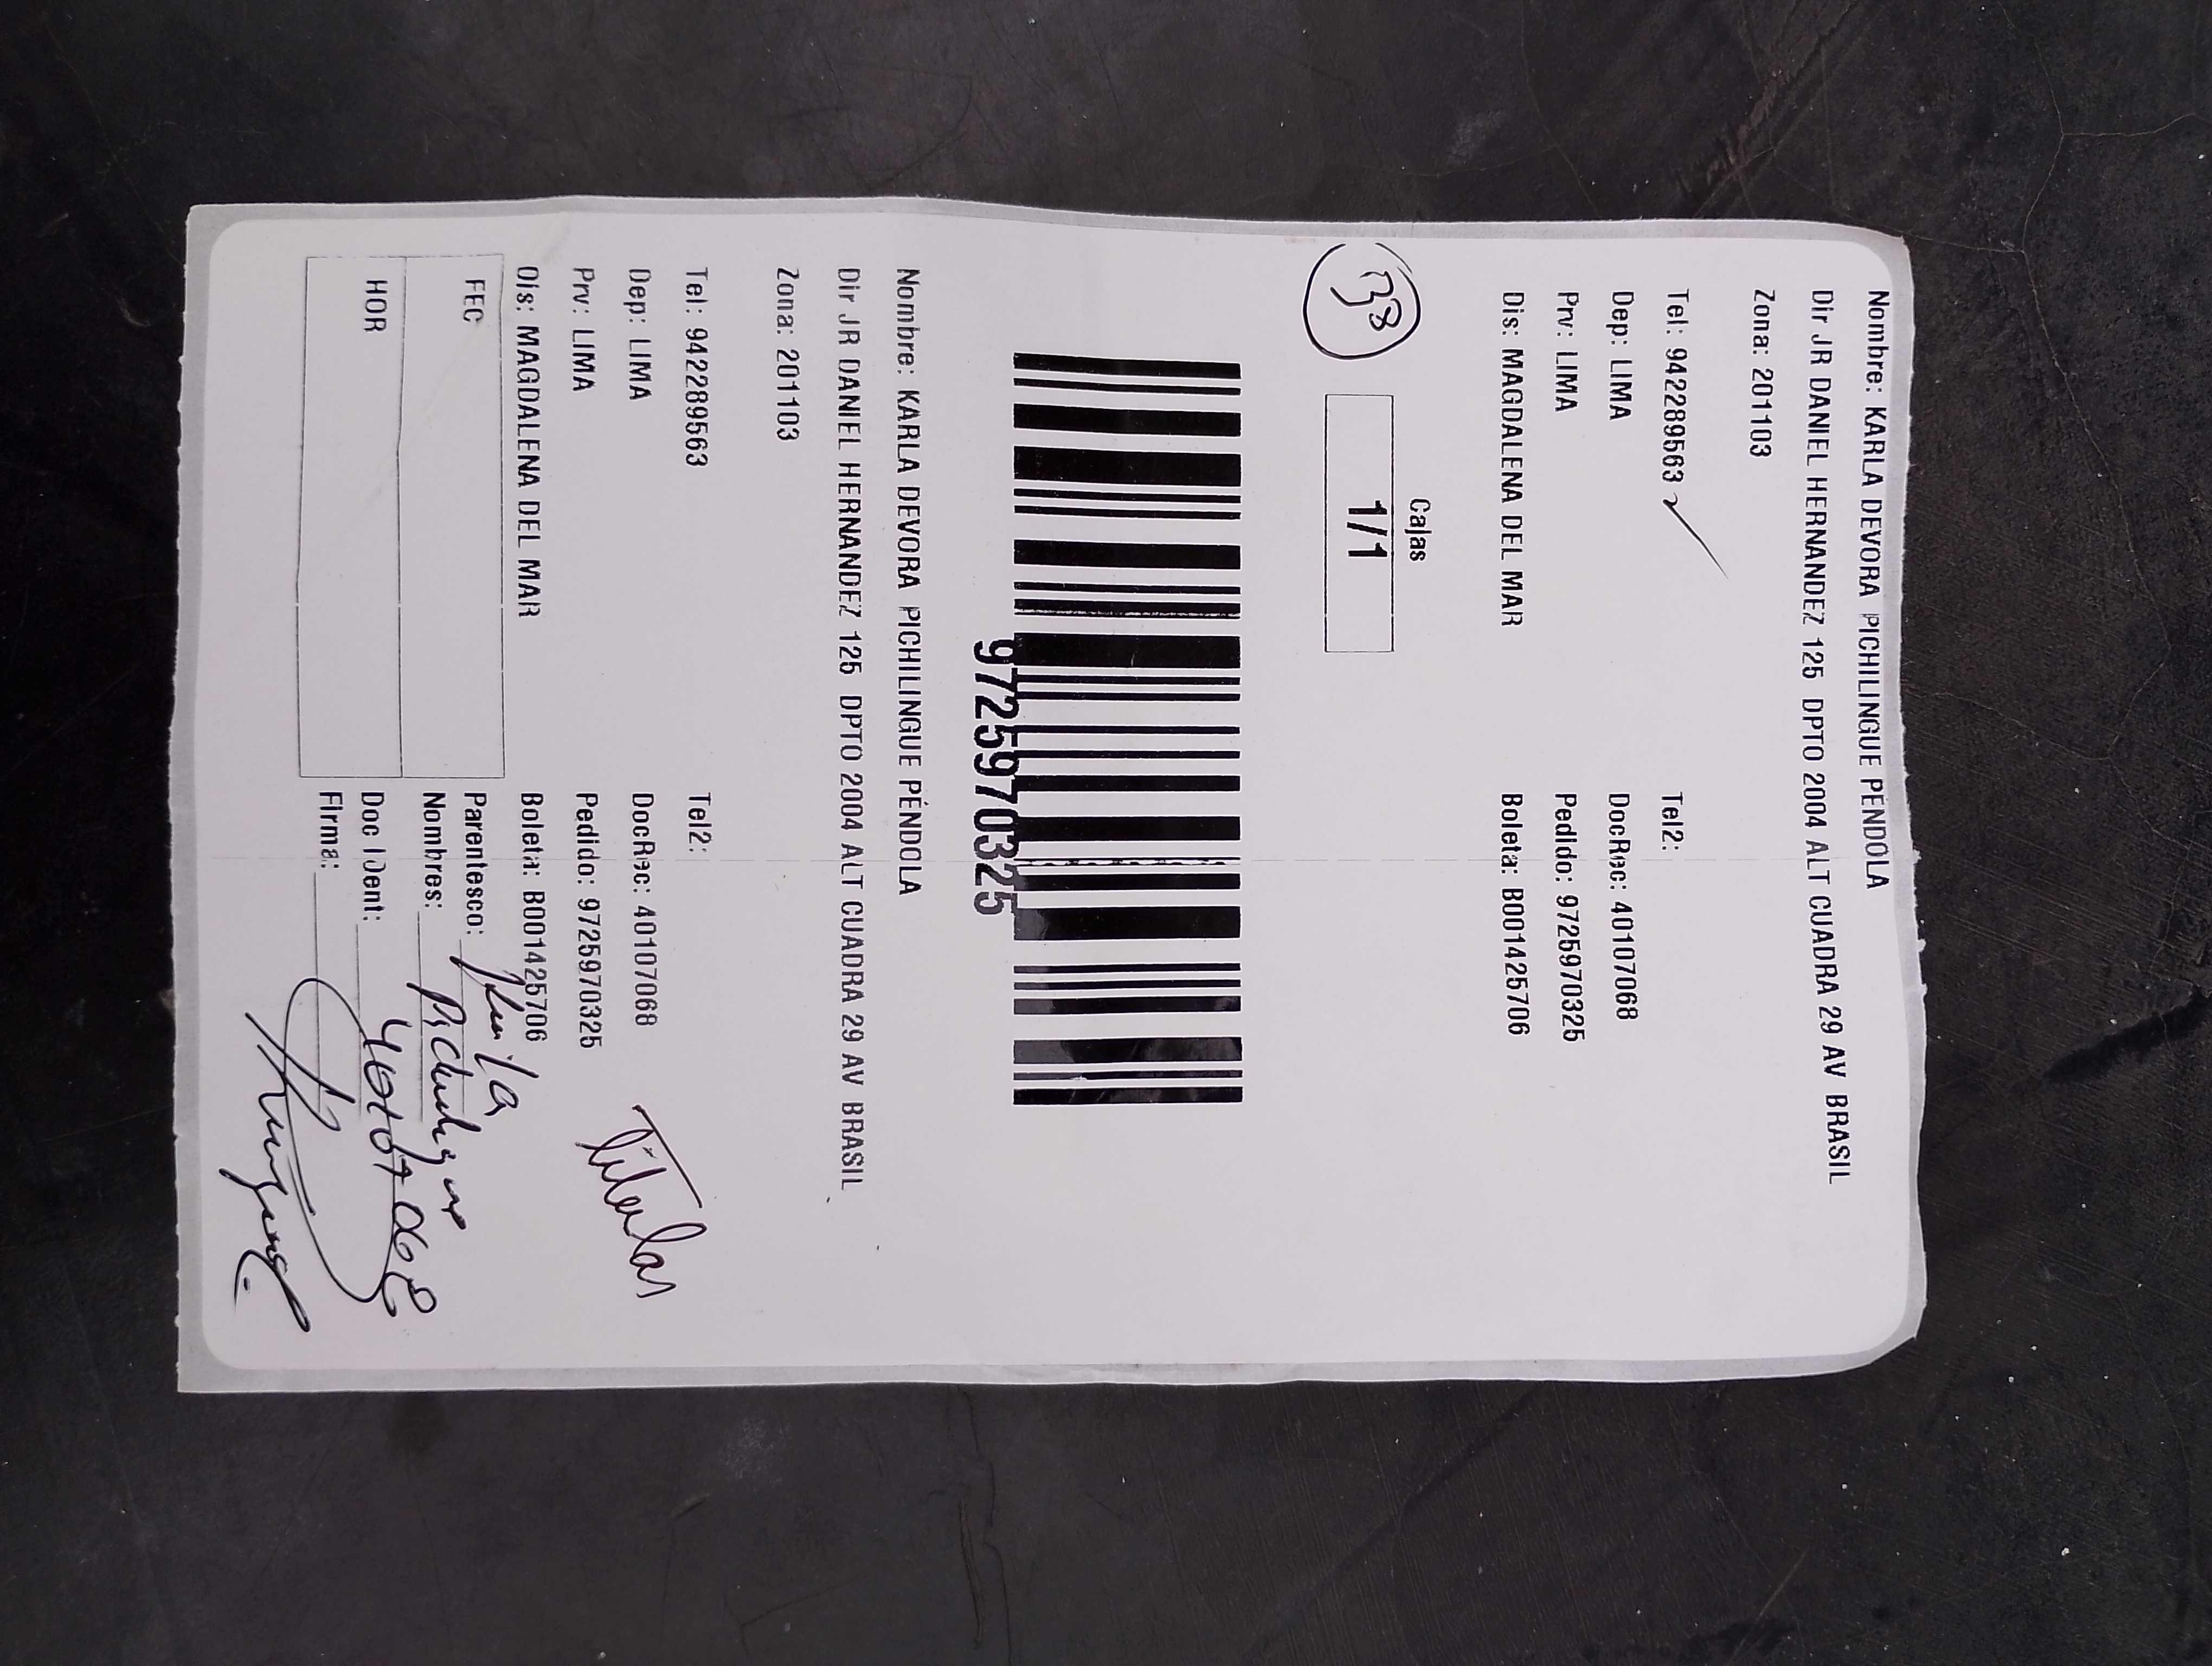 Nombre: KARLA DEVORA PICHILINGUE PÉNDOLA
Dir JR DANIEL HERNANDEZ 125 DPTO 2004 ALT CUADRA 29 AV BRASIL
Zona: 201103
Tel: 942289563 ✓ Tel2:
Dep: LIMA DocRec: 40107068
Prv: LIMA Pedido: 9725970325
Dis: MAGDALENA DEL MAR Boleta: B001425706
Cajas
38 1/1
9725970325
Nombre: KARLA DEVORA PICHILINGUE PÉNDOLA
Dir JR DANIEL HERNANDEZ 125 DPTO 2004 ALT CUADRA 29 AV BRASIL
Zona: 201103
Tel: 942289563 Tel2:
Dep: LIMA DocRec: 40107068
Prv: LIMA Pedido: 9725970325 Titular
Dis: MAGDALENA DEL MAR Boleta: B001425706
FEC Parentesco: Karla
Nombres: Pichilingue
HOR Doc IDent: 40107068
Firma: